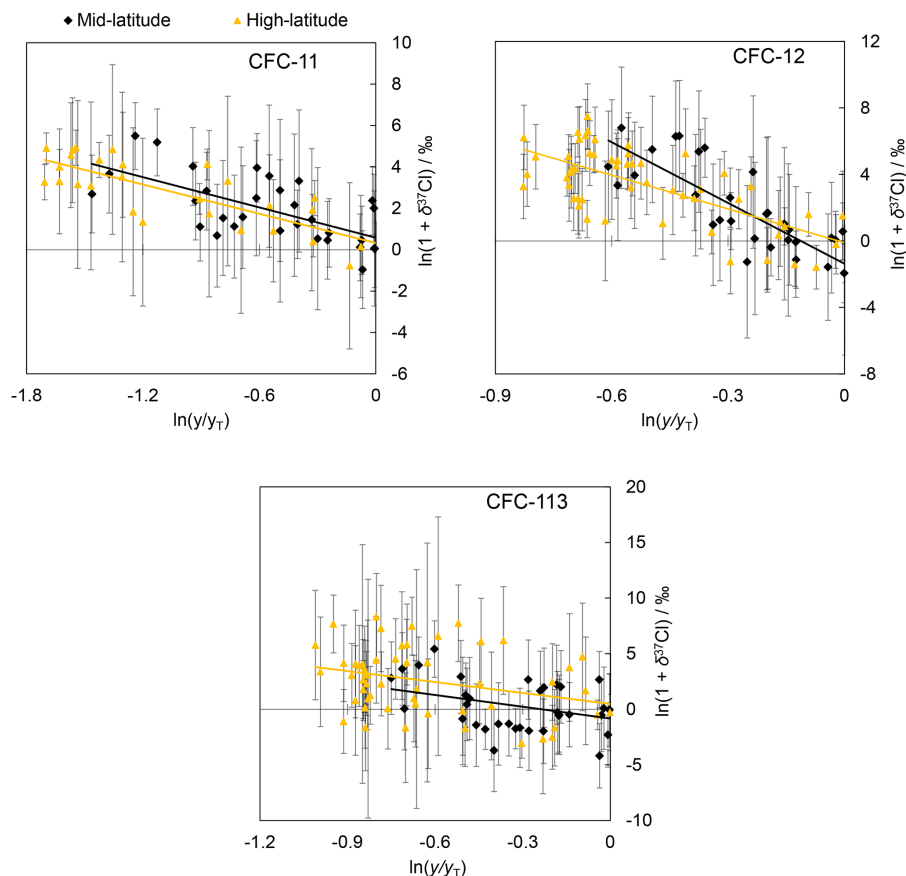 Mid-latitude High-latitude
CFC-11
10
8
6
4
2
0
-2
-4
-6
ln(1 + δ³⁷Cl) / ‰
-1.8 -1.2 -0.6 0
ln(y/y_T)
CFC-12
12
8
4
0
-4
-8
ln(1 + δ³⁷Cl) / ‰
-0.9 -0.6 -0.3 0
ln(y/y_T)
CFC-113
20
15
10
5
0
-5
-10
ln(1 + δ³⁷Cl) / ‰
-1.2 -0.9 -0.6 -0.3 0
ln(y/y_T)